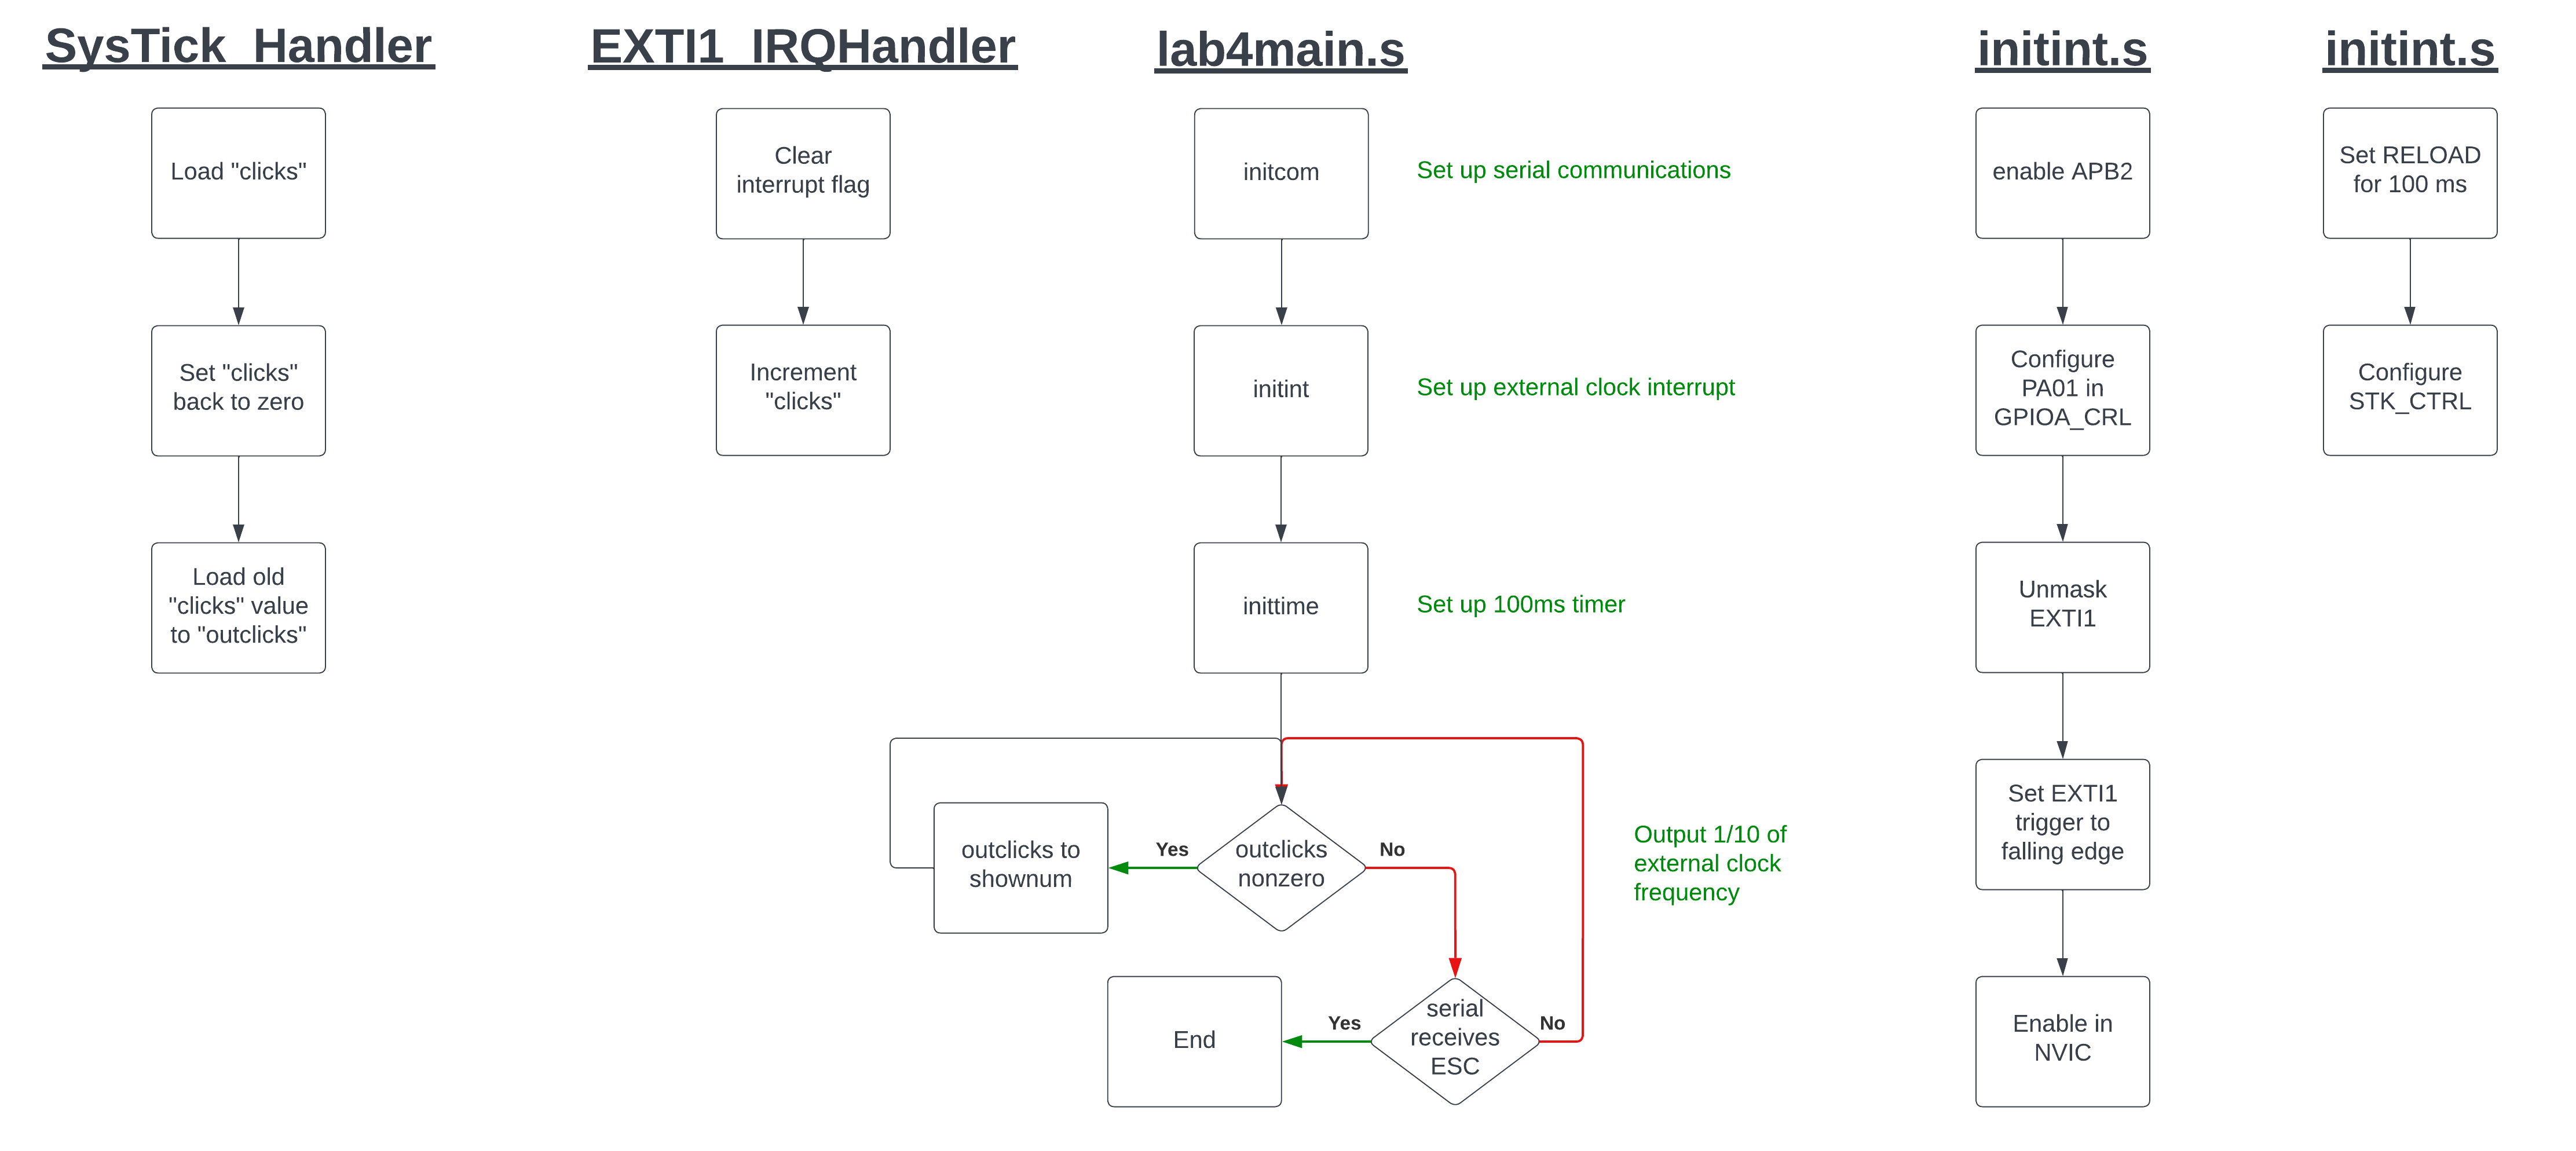 SysTick_Handler
Load "clicks"
Set "clicks"
back to zero
Load old
"clicks" value
to "outclicks"
EXTI1_IRQHandler
Clear
interrupt flag
Increment
"clicks"
lab4main.s
initcom
Set up serial communications
initint
Set up external clock interrupt
inittime
Set up 100ms timer
outclicks
nonzero
Yes
No
outclicks to
shownum
Output 1/10 of
external clock
frequency
serial
receives
ESC
Yes
No
End
initint.s
enable APB2
Configure
PA01 in
GPIOA_CRL
Unmask
EXTI1
Set EXTI1
trigger to
falling edge
Enable in
NVIC
initint.s
Set RELOAD
for 100 ms
Configure
STK_CTRL